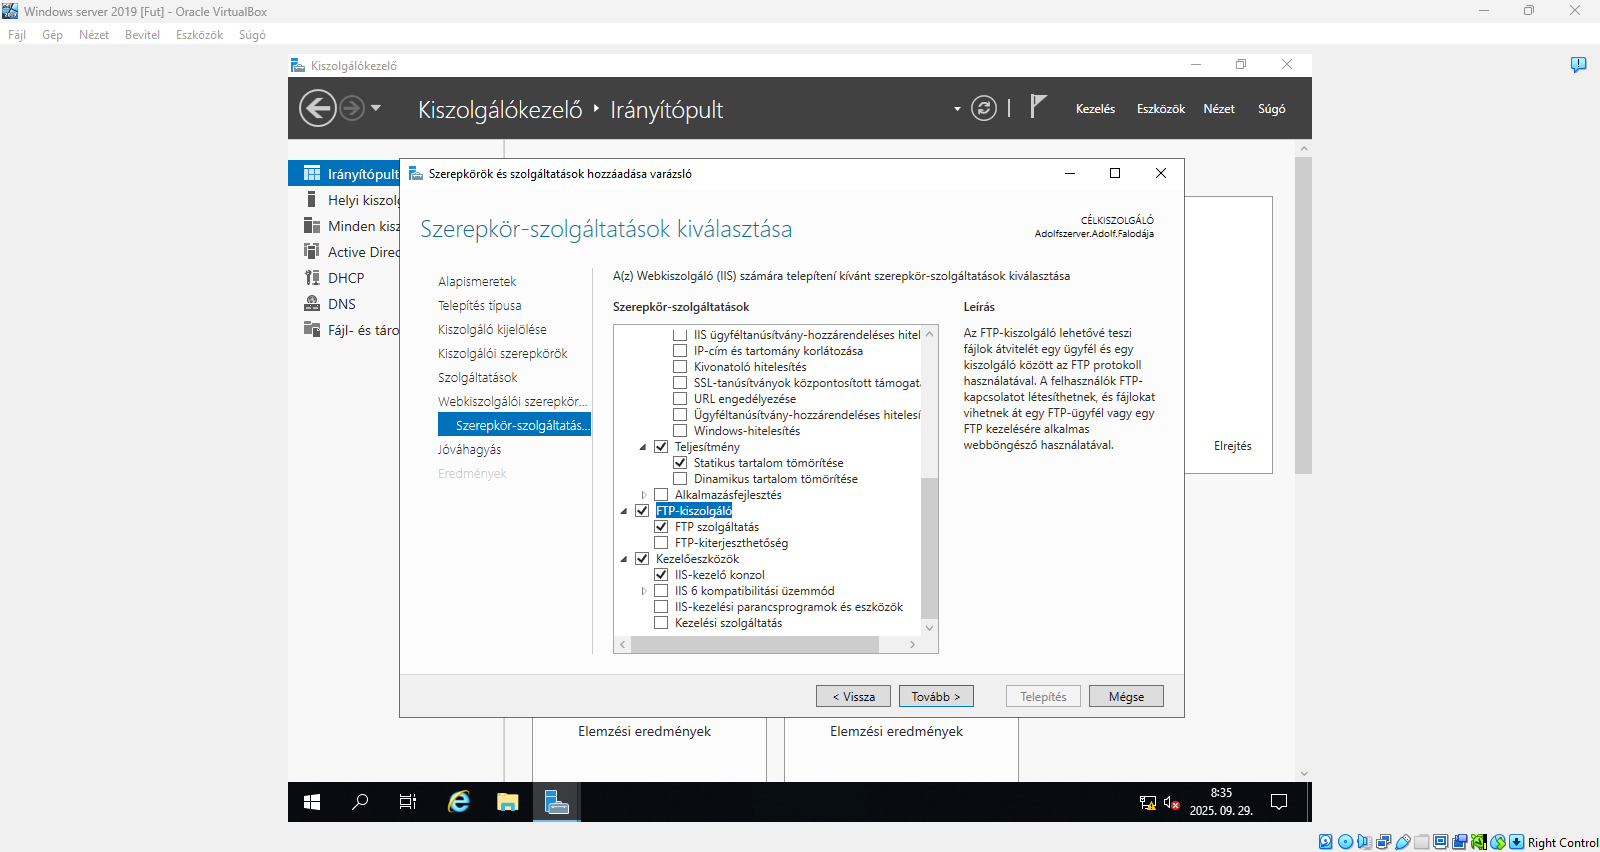 Windows server 2019 [Fut] - Oracle VirtualBox
Fájl Gép Nézet Bevitel Eszközök Súgó
Kiszolgálókezelő
Kiszolgálókezelő ‣ Irányítópult
Kezelés Eszközök Nézet Súgó
Irányítópult
Helyi kiszolg
Minden kisz
Active Direc
DHCP
DNS
Fájl- és táro
Szerepkörök és szolgáltatások hozzáadása varázsló
Szerepkör-szolgáltatások kiválasztása
CÉLKISZOLGÁLÓ
Adolfszerver.Adolf.Falodája
Alapismeretek
Telepítés típusa
Kiszolgáló kijelölése
Kiszolgálói szerepkörök
Szolgáltatások
Webkiszolgálói szerepkör...
Szerepkör-szolgáltatás...
Jóváhagyás
Eredmények
A(z) Webkiszolgáló (IIS) számára telepítení kívánt szerepkör-szolgáltatások kiválasztása
Szerepkör-szolgáltatások
IIS ügyféltanúsítvány-hozzárendeléses hitel
IP-cím és tartomány korlátozása
Kivonatoló hitelesítés
SSL-tanúsítványok központosított támogat
URL engedélyezése
Ügyféltanúsítvány-hozzárendeléses hitelesí
Windows-hitelesítés
Teljesítmény
Statikus tartalom tömörítése
Dinamikus tartalom tömörítése
Alkalmazásfejlesztés
FTP-kiszolgáló
FTP szolgáltatás
FTP-kiterjeszthetőség
Kezelőeszközök
IIS-kezelő konzol
IIS 6 kompatibilitási üzemmód
IIS-kezelési parancsprogramok és eszközök
Kezelési szolgáltatás
Leírás
Az FTP-kiszolgáló lehetővé teszi
fájlok átvitelét egy ügyfél és egy
kiszolgáló között az FTP protokoll
használatával. A felhasználók FTP-
kapcsolatot létesíthetnek, és fájlokat
vihetnek át egy FTP-ügyfél vagy egy
FTP kezelésére alkalmas
webböngésző használatával.
Elrejtés
< Vissza Tovább > Telepítés Mégse
Elemzési eredmények Elemzési eredmények
8:35
2025. 09. 29.
Right Control